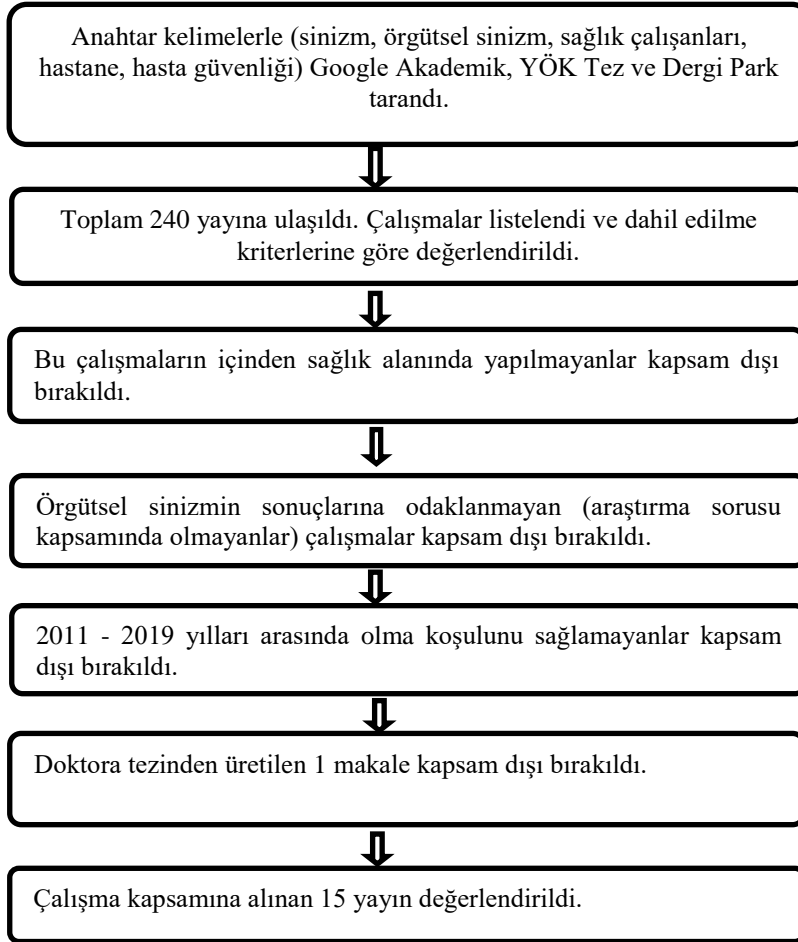 Anahtar kelimelerle (sinizm, örgütsel sinizm, sağlık çalışanları,
hastane, hasta güvenliği) Google Akademik, YÖK Tez ve Dergi Park
tarandı.
Toplam 240 yayına ulaşıldı. Çalışmalar listelendi ve dahil edilme
kriterlerine göre değerlendirildi.
Bu çalışmaların içinden sağlık alanında yapılmayanlar kapsam dışı
bırakıldı.
Örgütsel sinizmin sonuçlarına odaklanmayan (araştırma sorusu
kapsamında olmayanlar) çalışmalar kapsam dışı bırakıldı.
2011 - 2019 yılları arasında olma koşulunu sağlamayanlar kapsam
dışı bırakıldı.
Doktora tezinden üretilen 1 makale kapsam dışı bırakıldı.
Çalışma kapsamına alınan 15 yayın değerlendirildi.